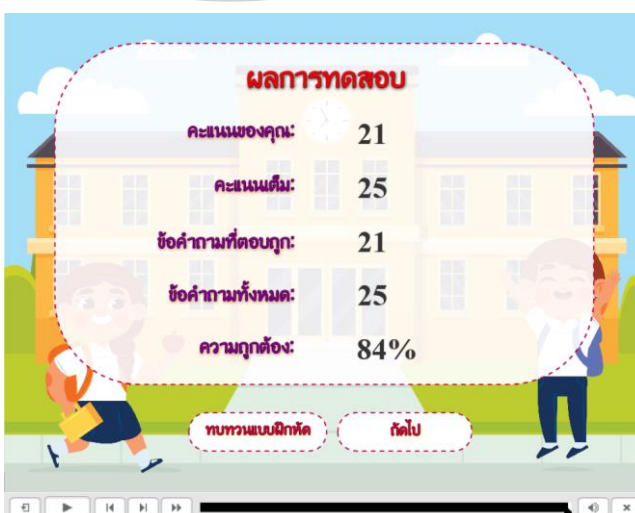 ผลการทดสอบ
คะแนนของคุณ: 21
คะแนนเต็ม: 25
ข้อคำถามที่ตอบถูก: 21
ข้อคำถามทั้งหมด: 25
ความถูกต้อง: 84%
ทบทวนแบบฝึกหัด ถัดไป